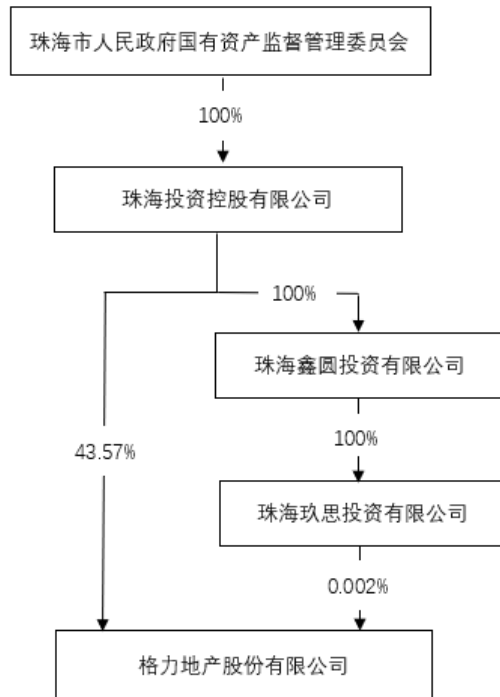 珠海市人民政府国有资产监督管理委员会
100%
珠海投资控股有限公司
100%
珠海鑫圆投资有限公司
100%
43.57%
珠海玖思投资有限公司
0.002%
格力地产股份有限公司